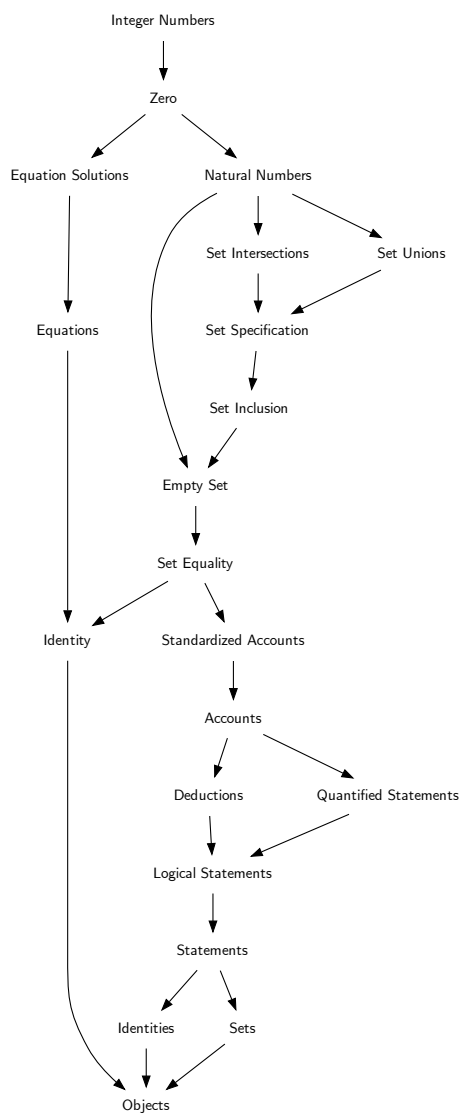 Integer Numbers
Zero
Equation Solutions
Natural Numbers
Set Intersections
Set Unions
Equations
Set Specification
Set Inclusion
Empty Set
Set Equality
Identity
Standardized Accounts
Accounts
Deductions
Quantified Statements
Logical Statements
Statements
Identities
Sets
Objects